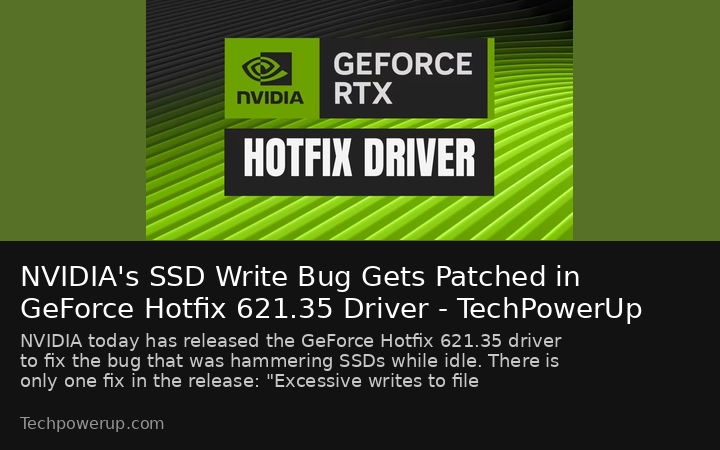 NVIDIA
GEFORCE
RTX
HOTFIX DRIVER
NVIDIA's SSD Write Bug Gets Patched in
GeForce Hotfix 621.35 Driver - TechPowerUp
NVIDIA today has released the GeForce Hotfix 621.35 driver
to fix the bug that was hammering SSDs while idle. There is
only one fix in the release: "Excessive writes to file
Techpowerup.com